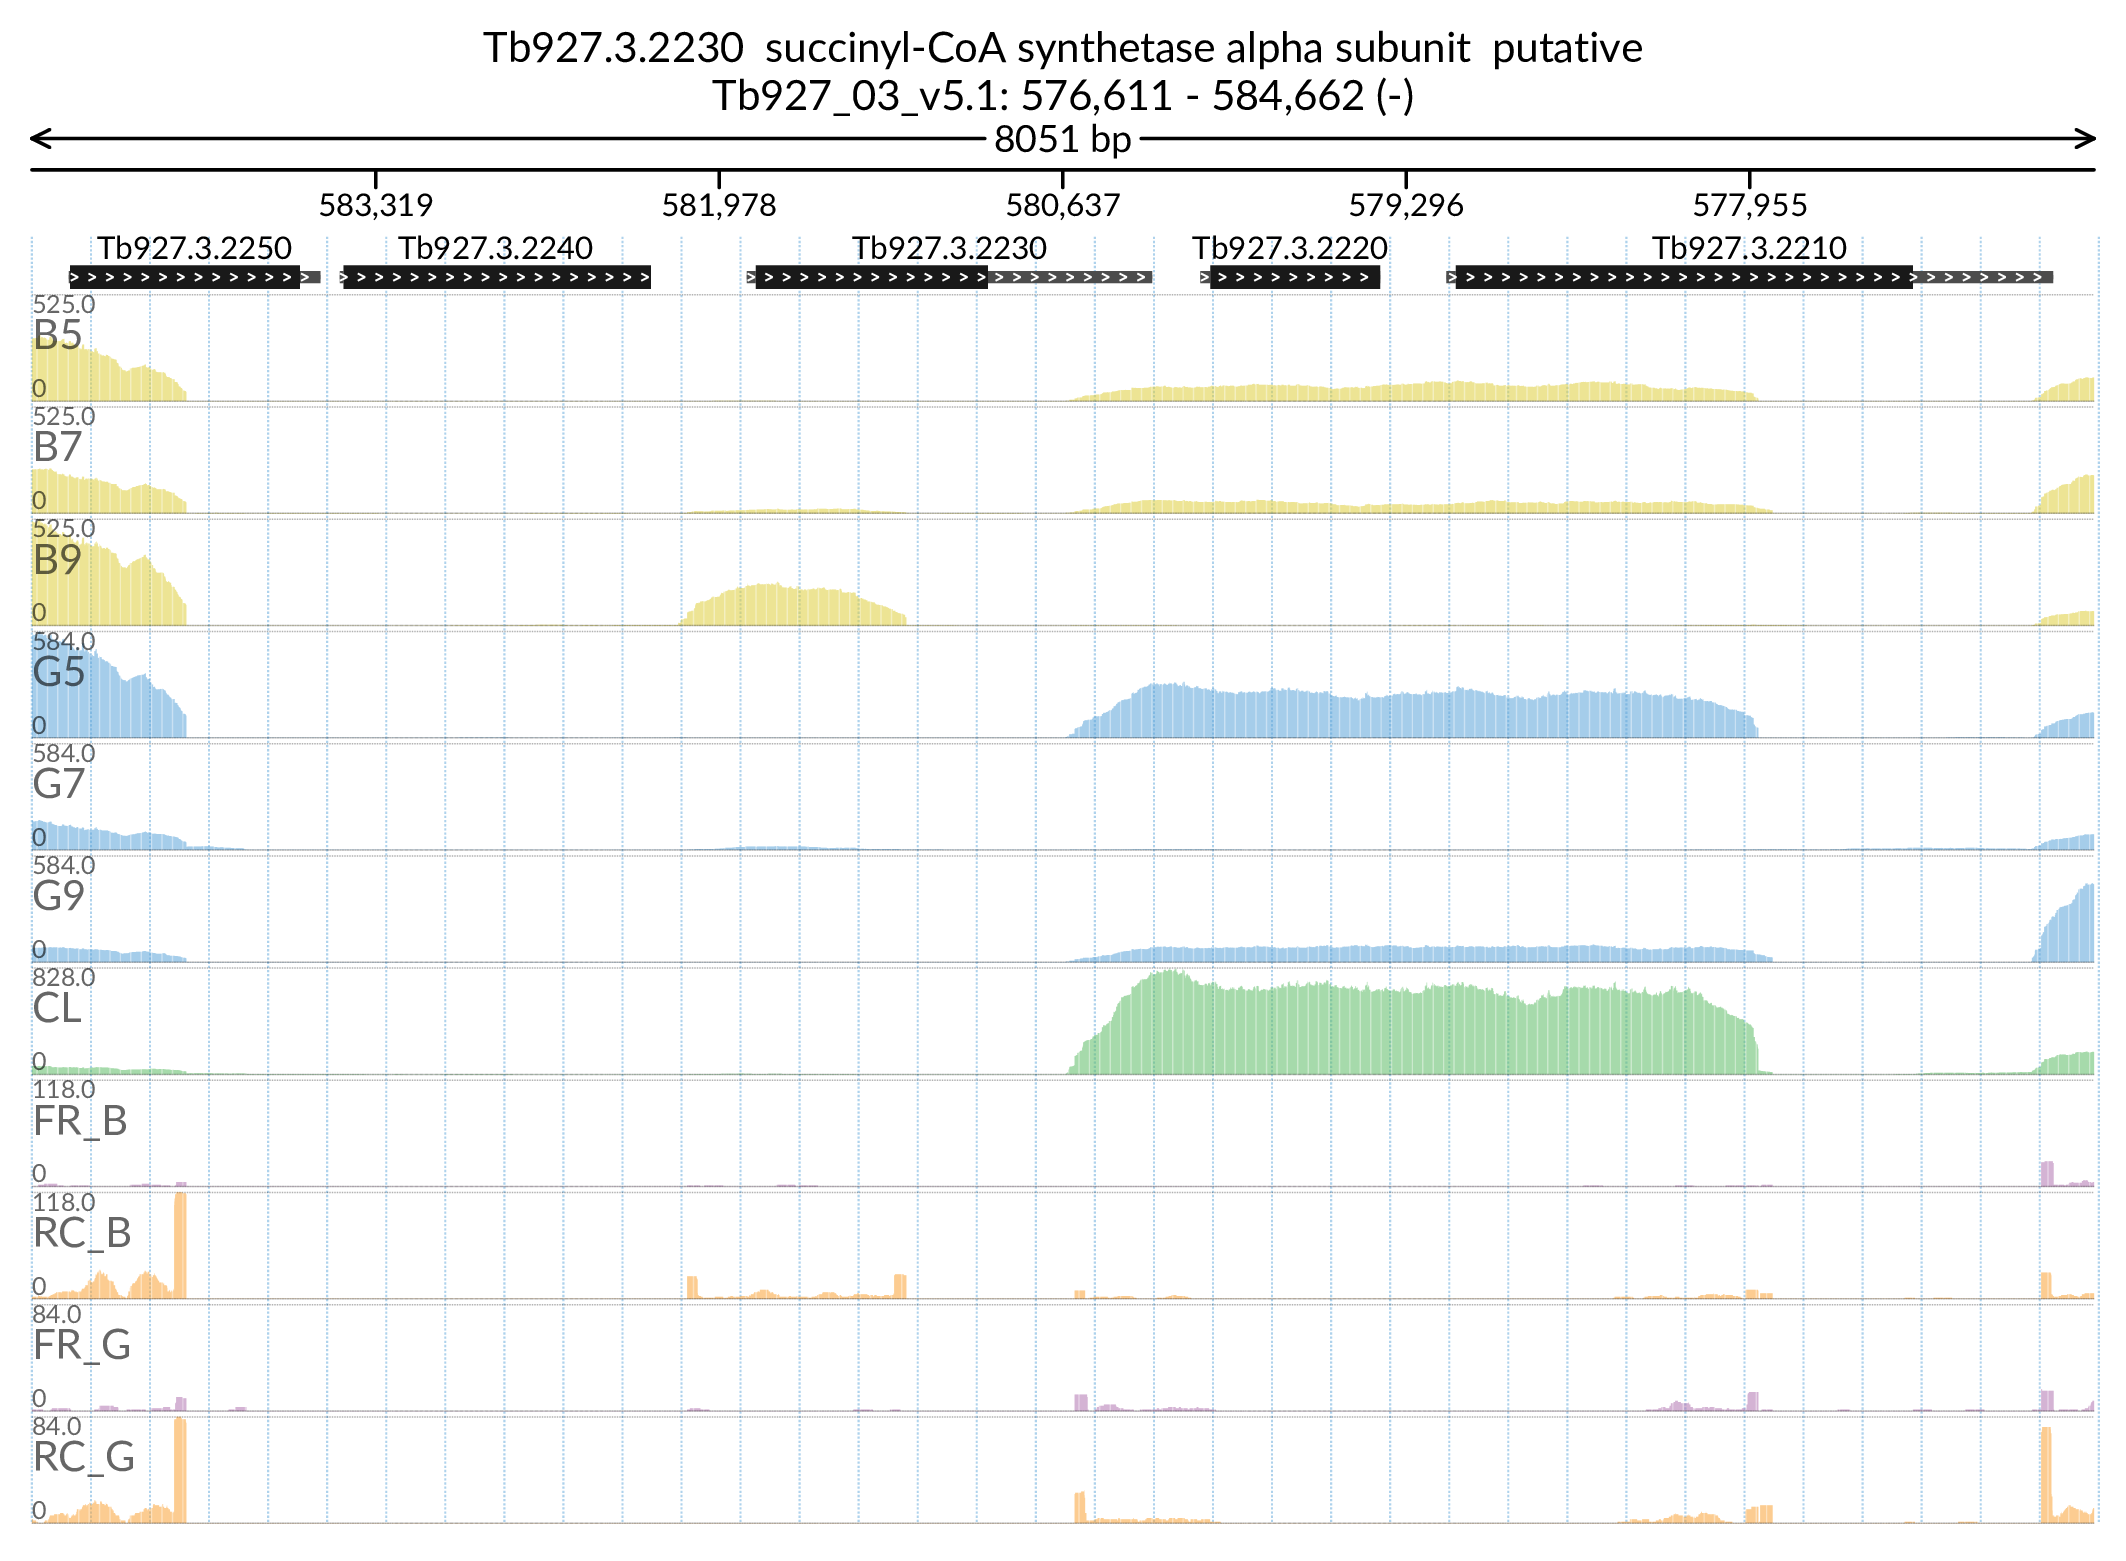 Tb927.3.2230 succinyl-CoA synthetase alpha subunit putative
Tb927_03_v5.1: 576,611 - 584,662 (-)
8051 bp
583,319 581,978 580,637 579,296 577,955
Tb927.3.2250 Tb927.3.2240 Tb927.3.2230 Tb927.3.2220 Tb927.3.2210
525.0
B5
0
525.0
B7
0
525.0
B9
0
584.0
G5
0
584.0
G7
0
584.0
G9
0
828.0
CL
0
118.0
FR_B
0
118.0
RC_B
0
84.0
FR_G
0
84.0
RC_G
0